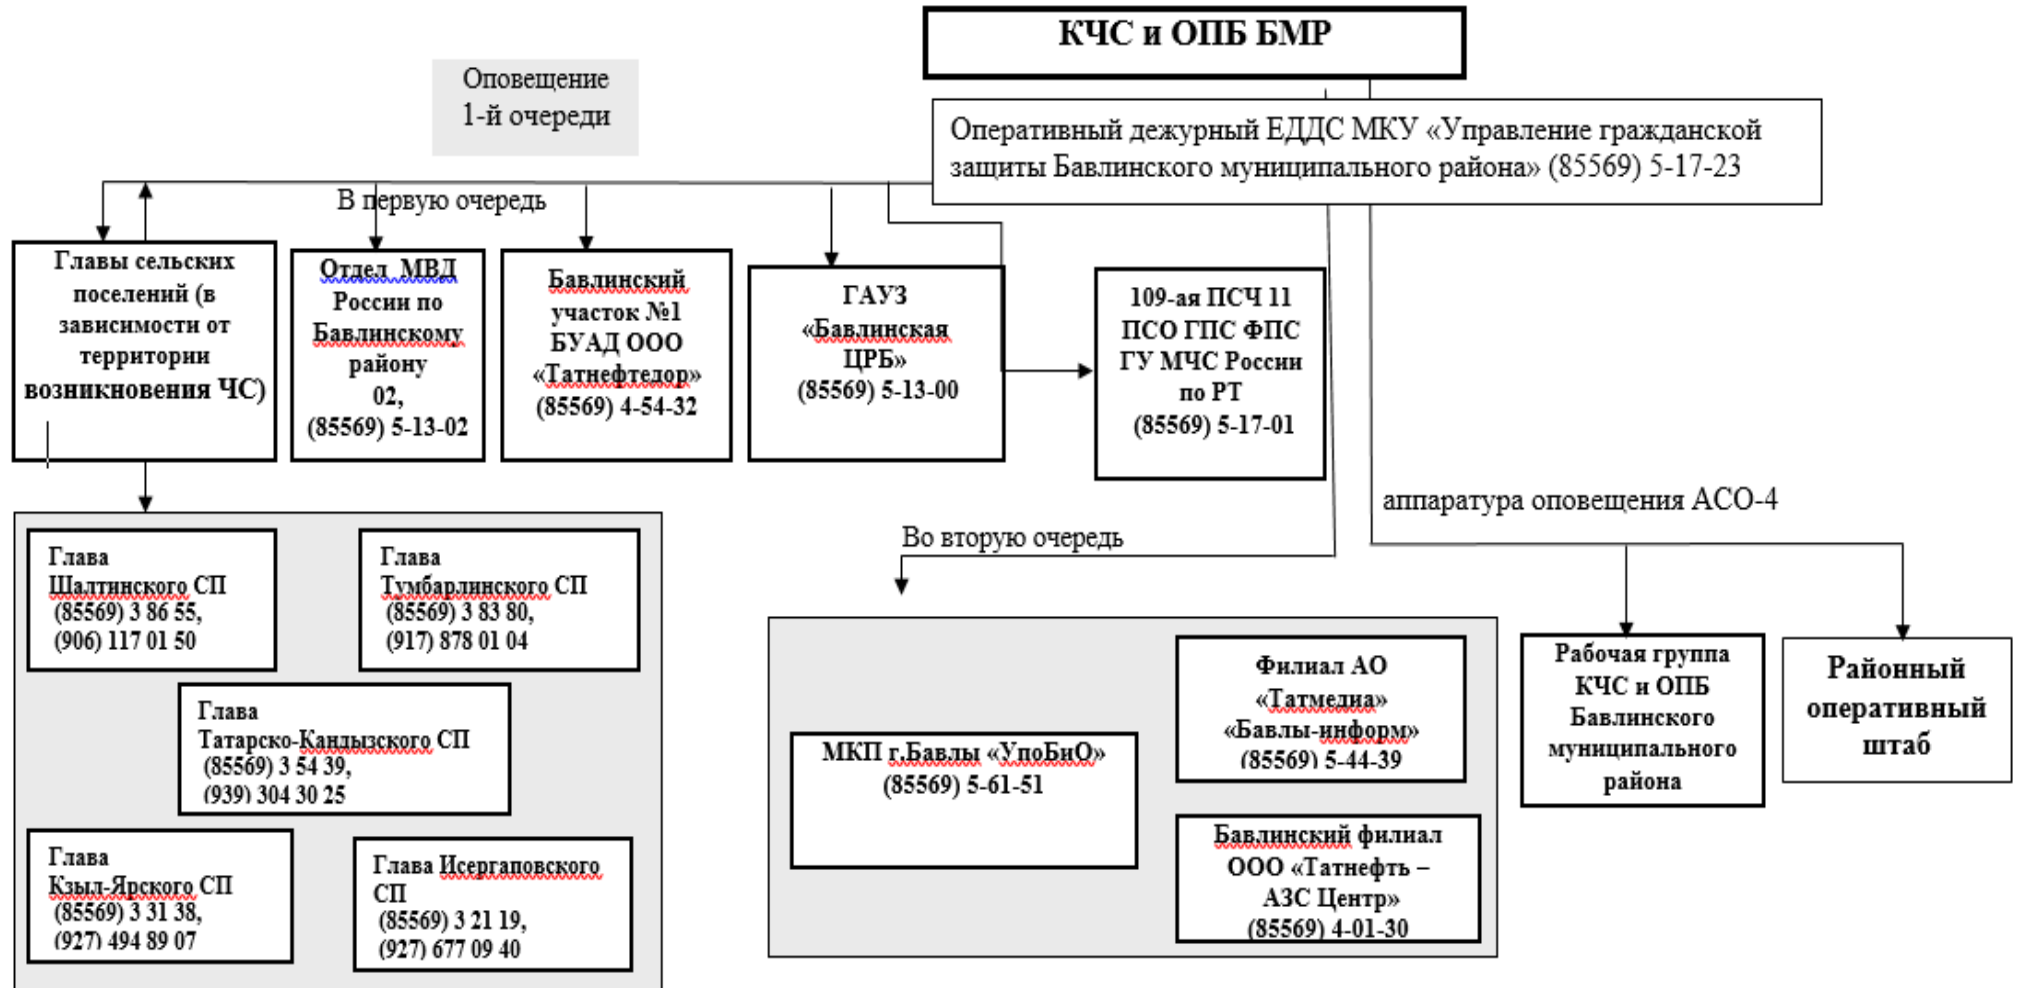 КЧС и ОПБ БМР
Оповещение
1-й очереди
Оперативный дежурный ЕДДС МКУ «Управление гражданской
защиты Бавлинского муниципального района» (85569) 5-17-23
В первую очередь
Главы сельских
поселений (в
зависимости от
территории
возникновения ЧС)
Отдел МВД
России по
Бавлинскому
району
02,
(85569) 5-13-02
Бавлинский
участок №1
БУАД ООО
«Татнефтедор»
(85569) 4-54-32
ГАУЗ
«Бавлинская
ЦРБ»
(85569) 5-13-00
109-ая ПСЧ 11
ПСО ГПС ФПС
ГУ МЧС России
по РТ
(85569) 5-17-01
аппаратура оповещения АСО-4
Во вторую очередь
Глава
Шалтинского СП
(85569) 3 86 55,
(906) 117 01 50
Глава
Тумбарлинского СП
(85569) 3 83 80,
(917) 878 01 04
Глава
Татарско-Кандызского СП
(85569) 3 54 39,
(939) 304 30 25
Глава
Кзыл-Ярского СП
(85569) 3 31 38,
(927) 494 89 07
Глава Исергаповского
СП
(85569) 3 21 19,
(927) 677 09 40
МКП г.Бавлы «УпоБиО»
(85569) 5-61-51
Филиал АО
«Татмедиа»
«Бавлы-информ»
(85569) 5-44-39
Бавлинский филиал
ООО «Татнефть –
АЗС Центр»
(85569) 4-01-30
Рабочая группа
КЧС и ОПБ
Бавлинского
муниципального
района
Районный
оперативный
штаб